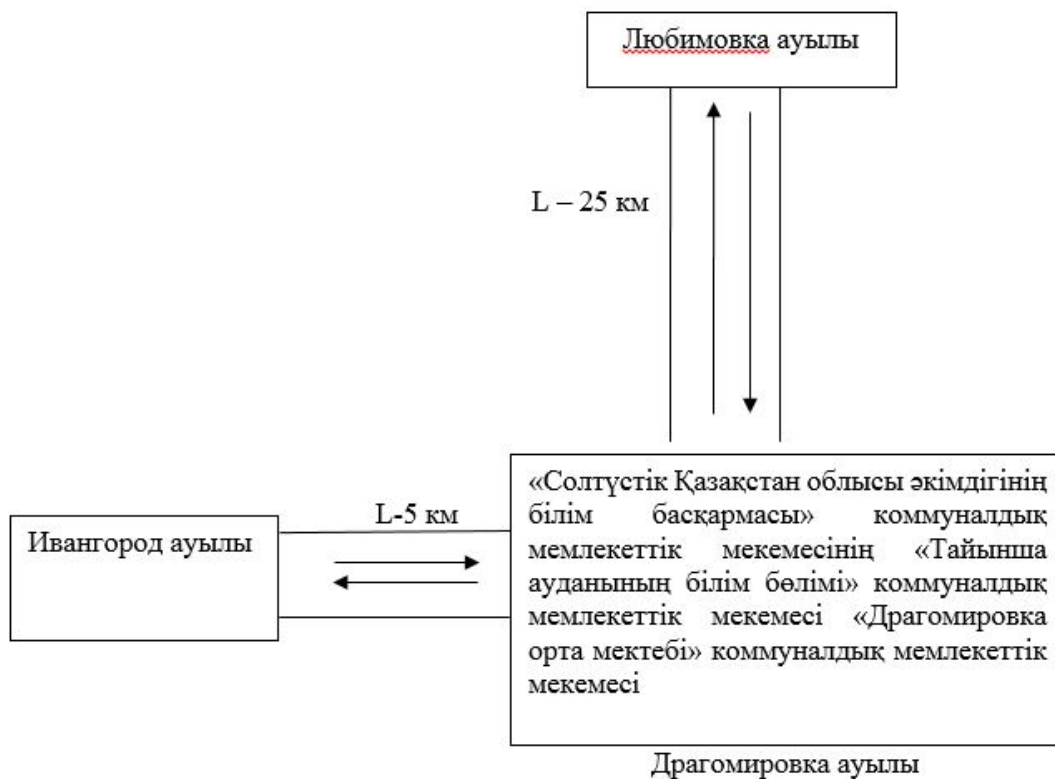 Любимовка ауылы
L – 25 км
L-5 км
Ивангород ауылы
«Солтүстік Қазақстан облысы әкімдігінің
білім басқармасы» коммуналдық
мемлекеттік мекемесінің «Тайынша
ауданының білім бөлімі» коммуналдық
мемлекеттік мекемесі «Драгомировка
орта мектебі» коммуналдық мемлекеттік
мекемесі
Драгомировка ауылы